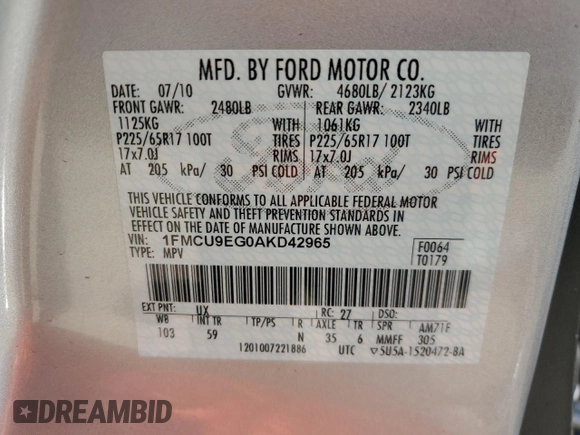 MFD. BY FORD MOTOR CO.
DATE: 07/10 GVWR: 4680LB/ 2123KG
FRONT GAWR: 2480LB REAR GAWR: 2340LB
1125KG WITH 1061KG WITH
P225/65R17 100T TIRES P225/65R17 100T TIRES
17x7.0J RIMS 17x7.0J RIMS
AT 205 kPa/ 30 PSI COLD AT 205 kPa/ 30 PSI COLD
THIS VEHICLE CONFORMS TO ALL APPLICABLE FEDERAL MOTOR
VEHICLE SAFETY AND THEFT PREVENTION STANDARDS IN
EFFECT ON THE DATE OF MANUFACTURE SHOWN ABOVE.
VIN: 1FMCU9EG0AKD42965 F0064
TYPE: MPV T0179
EXT PNT: UX RC: 27 DSO:
WB INT TR TP/PS R AXLE TR SPR AM71F
103 59 N 35 6 MMFF 305
1201007221886 UTC ▽5U5A-1520472-BA
DREAMBID